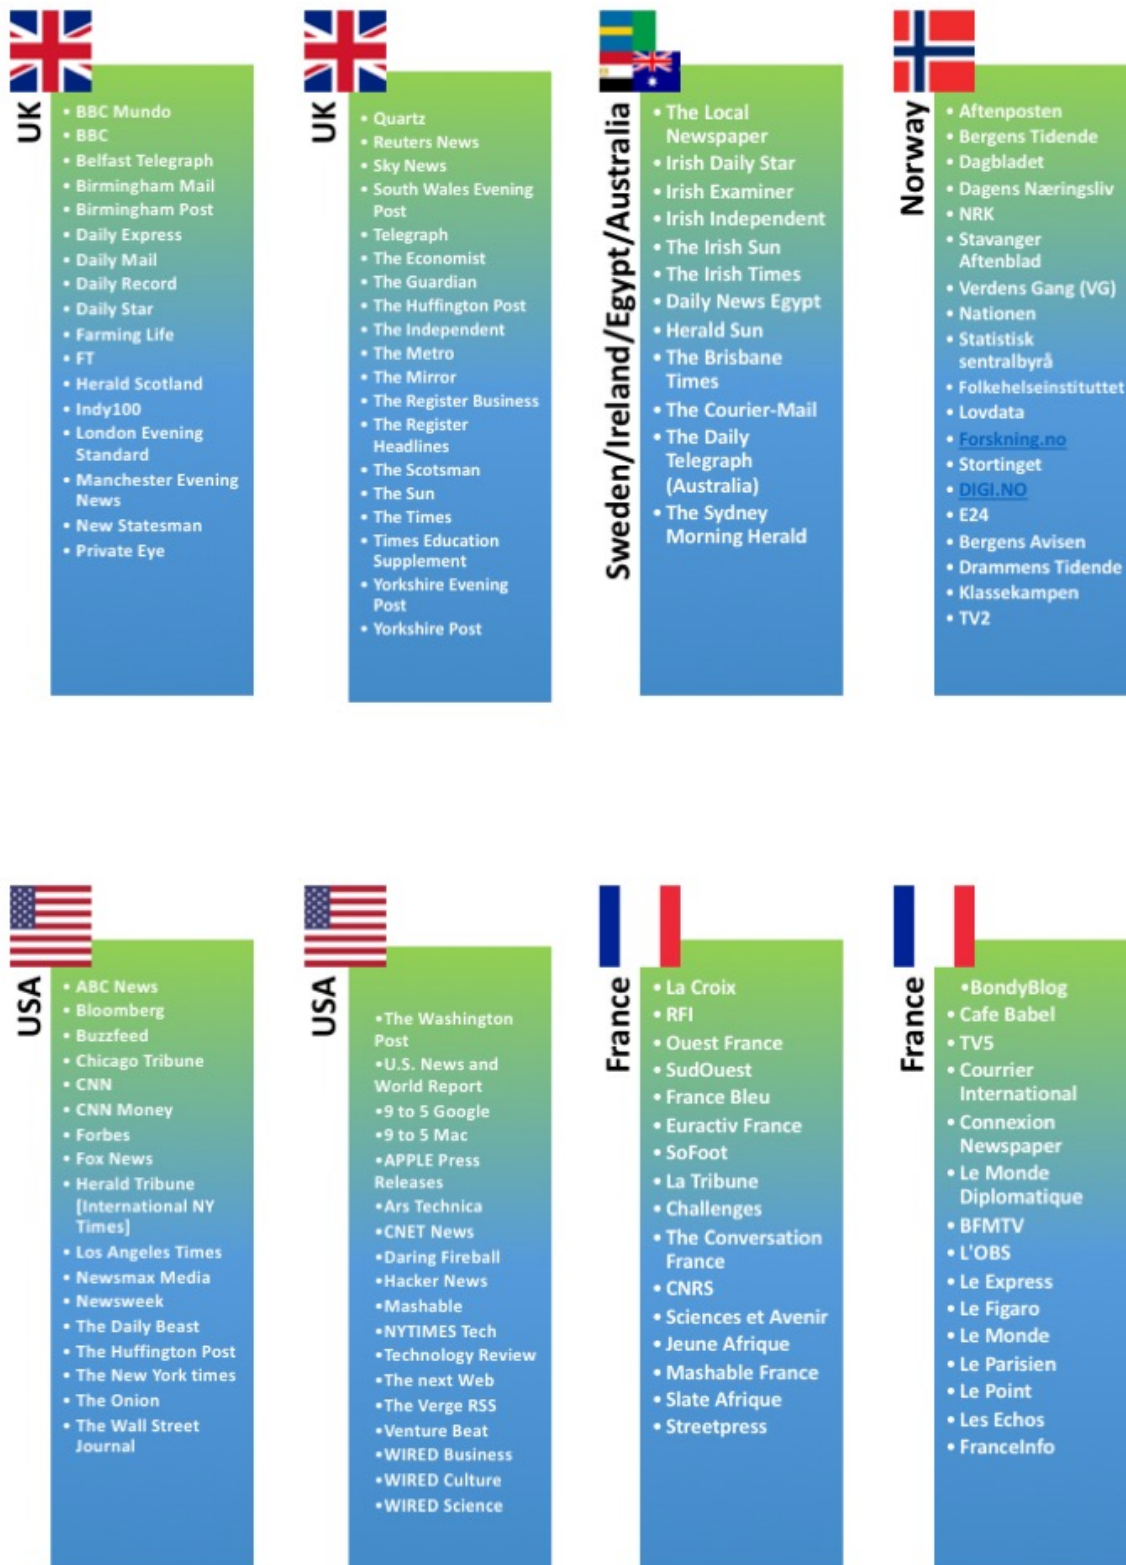 UK
• BBC Mundo
• BBC
• Belfast Telegraph
• Birmingham Mail
• Birmingham Post
• Daily Express
• Daily Mail
• Daily Record
• Daily Star
• Farming Life
• FT
• Herald Scotland
• Indy100
• London Evening
Standard
• Manchester Evening
News
• New Statesman
• Private Eye
UK
• Quartz
• Reuters News
• Sky News
• South Wales Evening
Post
• Telegraph
• The Economist
• The Guardian
• The Huffington Post
• The Independent
• The Metro
• The Mirror
• The Register Business
• The Register
Headlines
• The Scotsman
• The Sun
• The Times
• Times Education
Supplement
• Yorkshire Evening
Post
• Yorkshire Post
Sweden/Ireland/Egypt/Australia
• The Local
Newspaper
• Irish Daily Star
• Irish Examiner
• Irish Independent
• The Irish Sun
• The Irish Times
• Daily News Egypt
• Herald Sun
• The Brisbane
Times
• The Courier-Mail
• The Daily
Telegraph
(Australia)
• The Sydney
Morning Herald
Norway
• Aftenposten
• Bergens Tidende
• Dagbladet
• Dagens Næringsliv
• NRK
• Stavanger
Aftenblad
• Verdens Gang (VG)
• Nationen
• Statistisk
sentralbyrå
• Folkehelseinstituttet
• Lovdata
• Forskning.no
• Stortinget
• DIGI.NO
• E24
• Bergens Avisen
• Drammens Tidende
• Klassekampen
• TV2
USA
• ABC News
• Bloomberg
• Buzzfeed
• Chicago Tribune
• CNN
• CNN Money
• Forbes
• Fox News
• Herald Tribune
[International NY
Times]
• Los Angeles Times
• Newsmax Media
• Newsweek
• The Daily Beast
• The Huffington Post
• The New York times
• The Onion
• The Wall Street
Journal
USA
•The Washington
Post
•U.S. News and
World Report
•9 to 5 Google
•9 to 5 Mac
•APPLE Press
Releases
•Ars Technica
•CNET News
•Daring Fireball
•Hacker News
•Mashable
•NYTIMES Tech
•Technology Review
•The next Web
•The Verge RSS
•Venture Beat
•WIRED Business
•WIRED Culture
•WIRED Science
France
• La Croix
• RFI
• Ouest France
• SudOuest
• France Bleu
• Euractiv France
• SoFoot
• La Tribune
• Challenges
• The Conversation
France
• CNRS
• Sciences et Avenir
• Jeune Afrique
• Mashable France
• Slate Afrique
• Streetpress
France
•BondyBlog
• Cafe Babel
• TV5
• Courrier
International
• Connexion
Newspaper
• Le Monde
Diplomatique
• BFMTV
• L'OBS
• Le Express
• Le Figaro
• Le Monde
• Le Parisien
• Le Point
• Les Echos
• FranceInfo